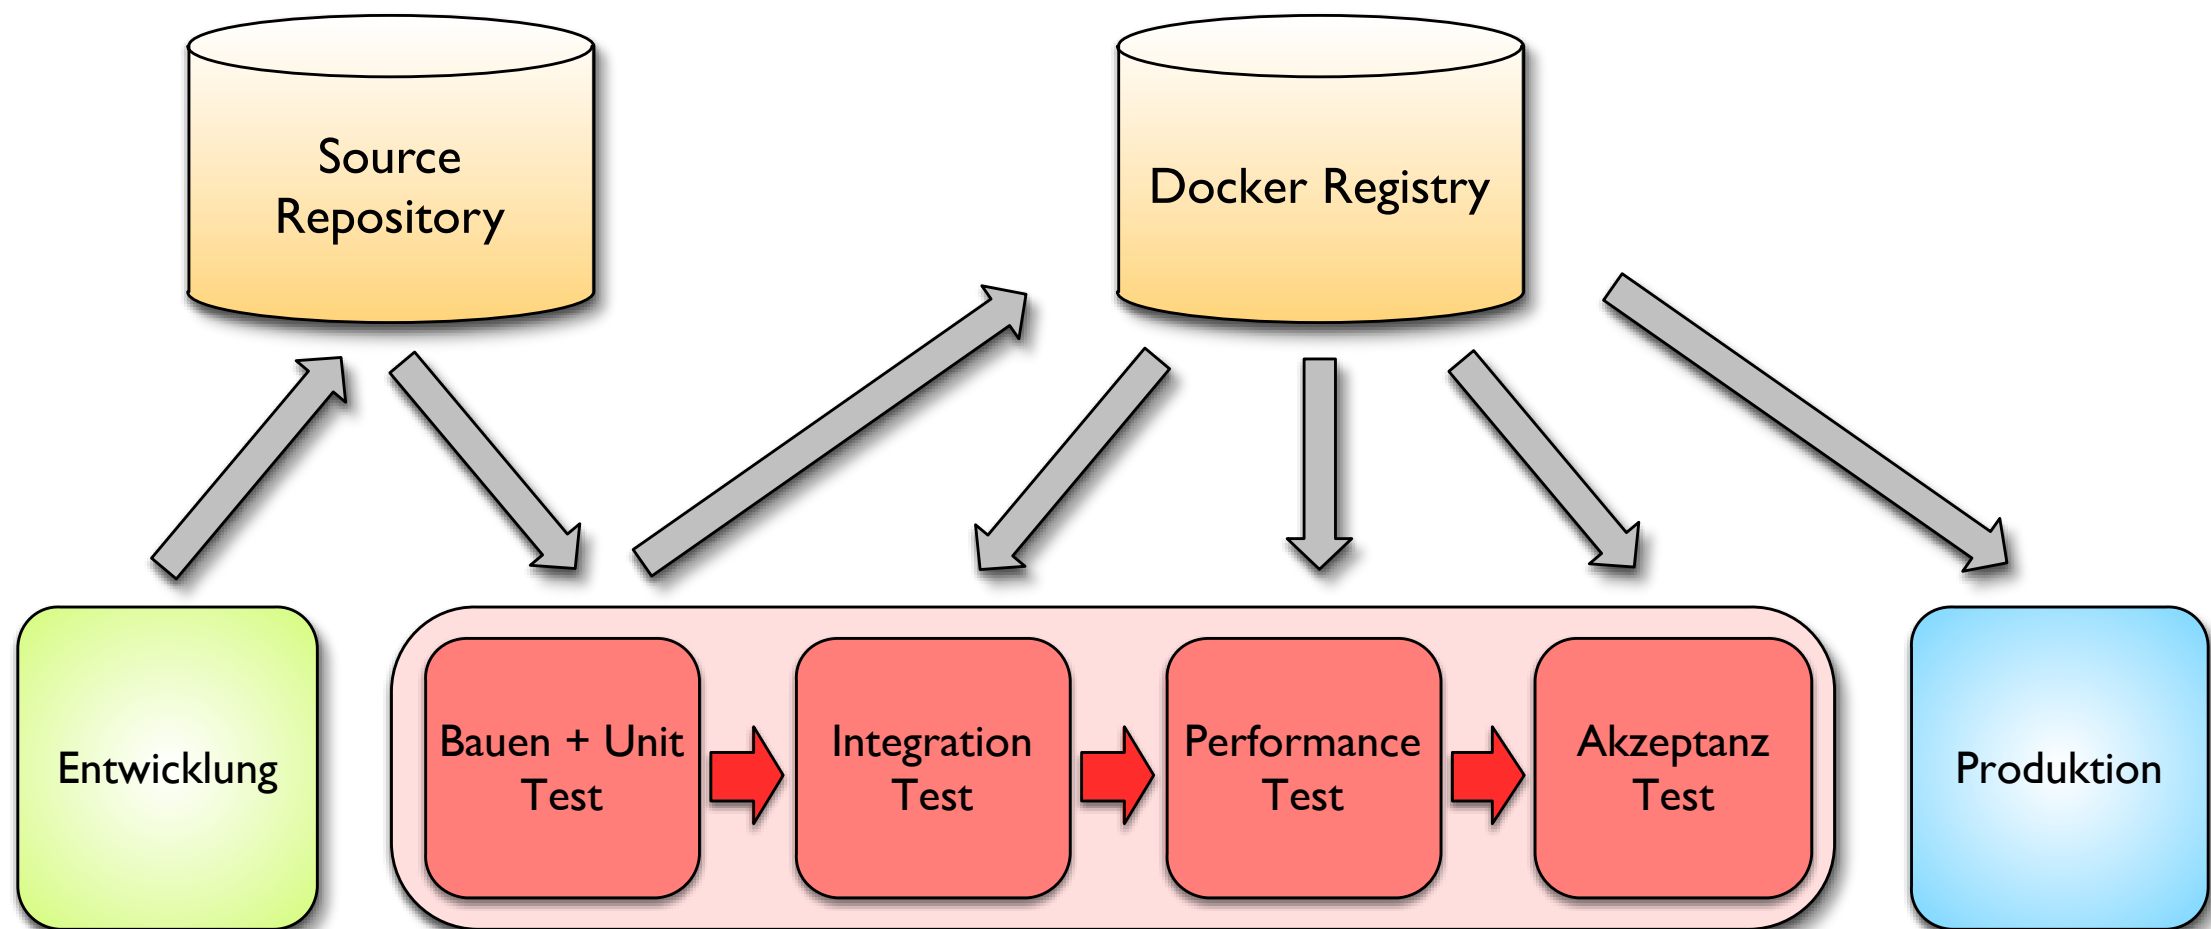 Source
Repository
Docker Registry
Entwicklung
Bauen + Unit
Test
Integration
Test
Performance
Test
Akzeptanz
Test
Produktion